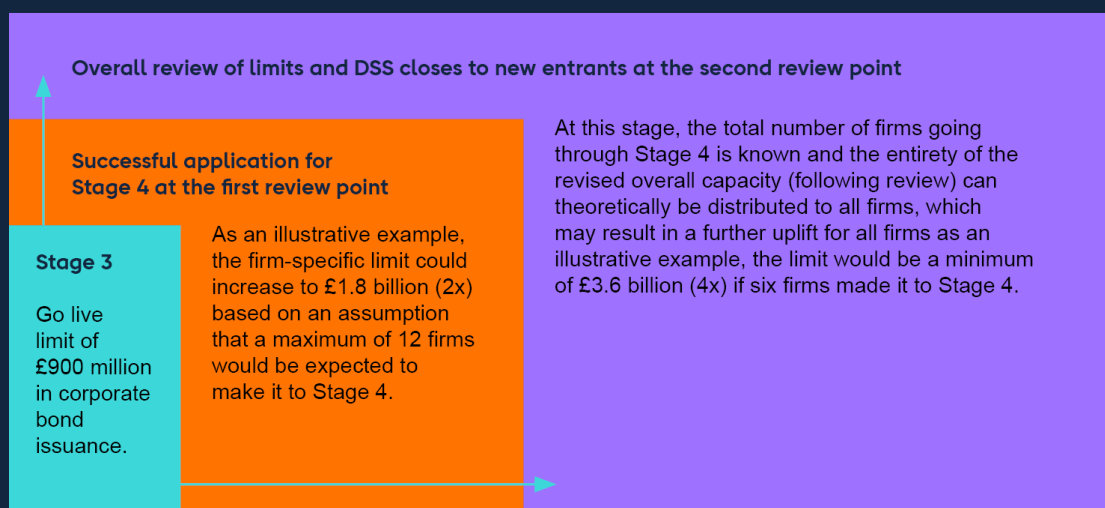 Overall review of limits and DSS closes to new entrants at the second review point
Successful application for
Stage 4 at the first review point
Stage 3
Go live
limit of
£900 million
in corporate
bond
issuance.
As an illustrative example,
the firm-specific limit could
increase to £1.8 billion (2x)
based on an assumption
that a maximum of 12 firms
would be expected to
make it to Stage 4.
At this stage, the total number of firms going
through Stage 4 is known and the entirety of the
revised overall capacity (following review) can
theoretically be distributed to all firms, which
may result in a further uplift for all firms as an
illustrative example, the limit would be a minimum
of £3.6 billion (4x) if six firms made it to Stage 4.